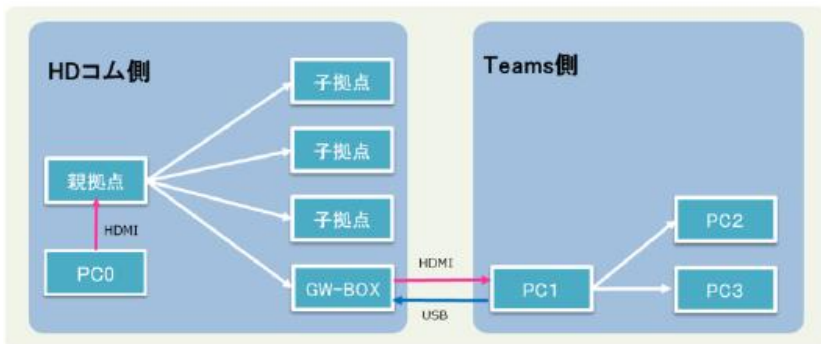 HDコム側
Teams側
子拠点
子拠点
親拠点
子拠点
HDMI
PC2
PC0
GW-BOX
HDMI
USB
PC1
PC3